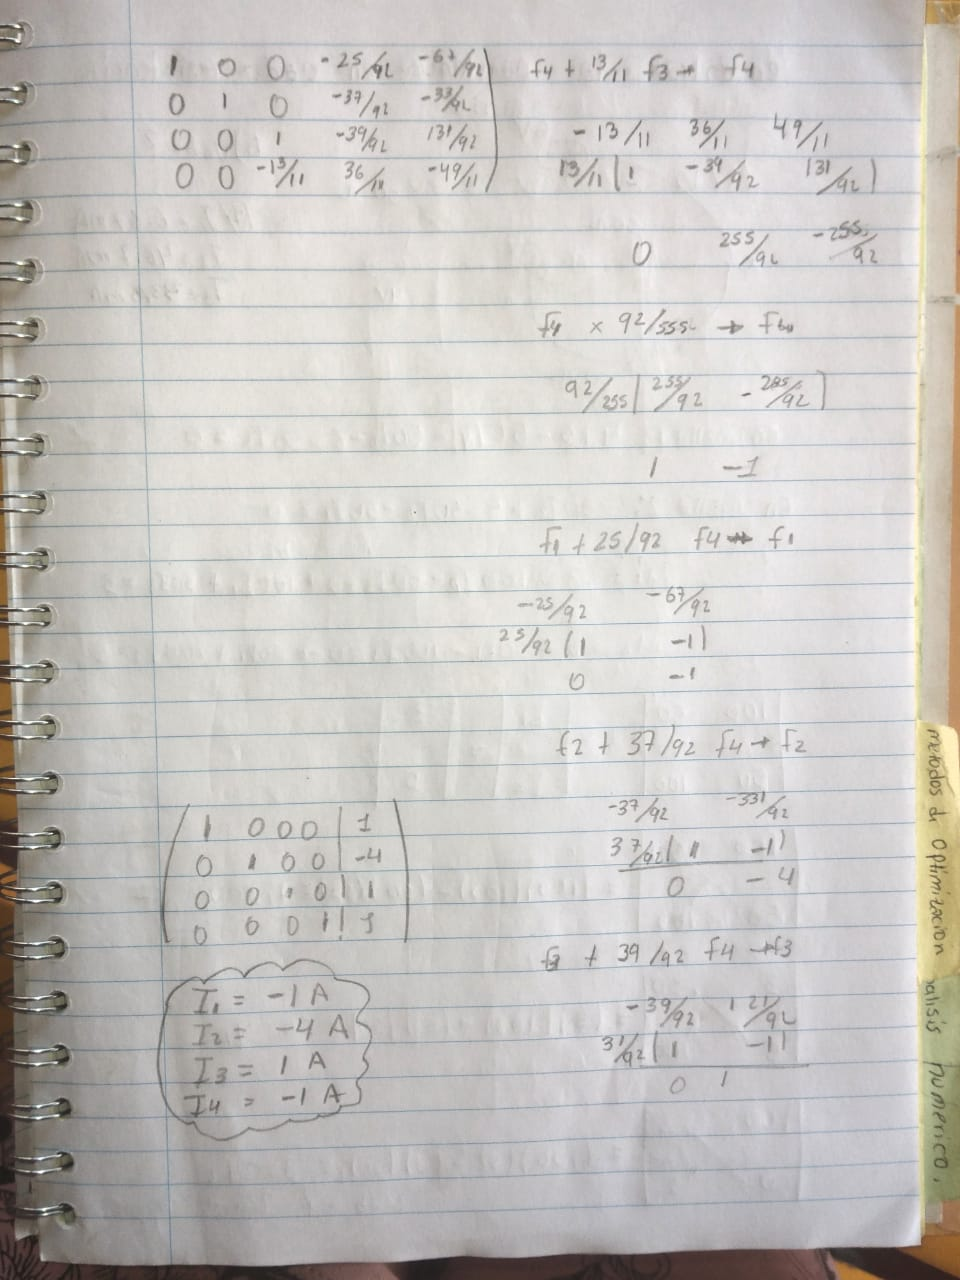 1 0 0 -25/92 -67/92
0 1 0 -37/92 -33/92
0 0 1 -39/92 131/92
0 0 -13/11 36/11 -49/11
f4 + 13/11 f3 → f4
-13/11 36/11 49/11
13/11 ( 1 -39/92 131/92 )
0 255/92 -255/92
f4 × 92/555 → f4
92/255 ( 255/92 -255/92 )
1 -1
f1 + 25/92 f4 → f1
-25/92 -67/92
25/92 ( 1 -1 )
0 -1
f2 + 37/92 f4 → f2
-37/92 -331/92
37/92 ( 1 -1 )
0 -4
f3 + 39/92 f4 → f3
-39/92 121/92
31/92 ( 1 -1 )
0 1
1 0 0 0 | 1
0 1 0 0 | -4
0 0 1 0 | 1
0 0 0 1 | 1
I1 = -1 A
I2 = -4 A
I3 = 1 A
I4 = -1 A
metodos de optimizacion
nalisis numerico.